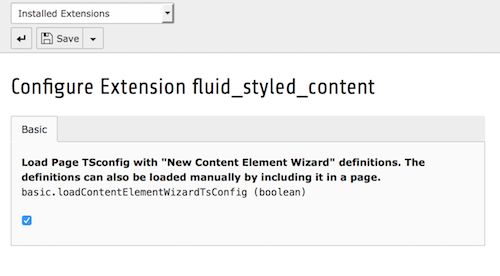 Installed Extensions
Save
Configure Extension fluid_styled_content
Basic
Load Page TSconfig with "New Content Element Wizard" definitions. The
definitions can also be loaded manually by including it in a page.
basic.loadContentElementWizardTsConfig (boolean)